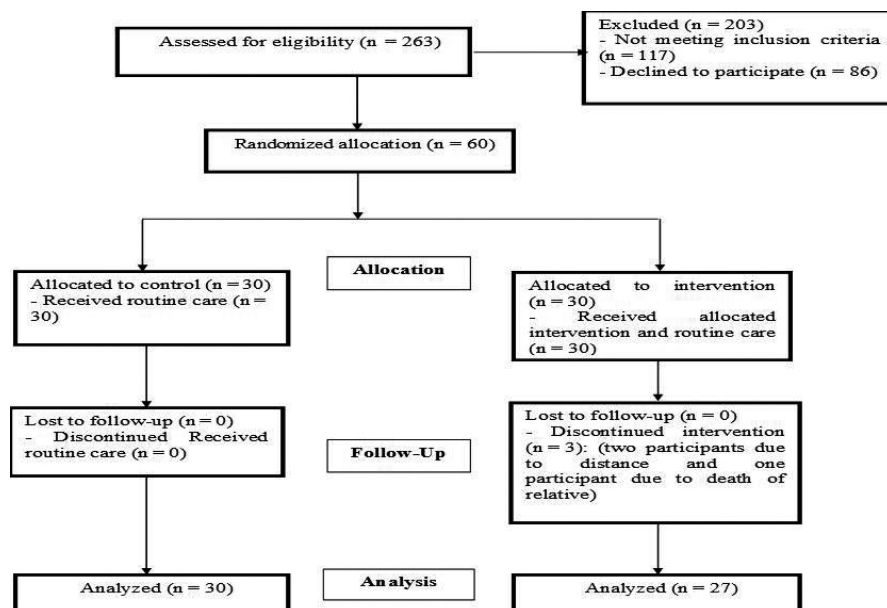 Assessed for eligibility (n = 263)
Excluded (n = 203)
- Not meeting inclusion criteria
(n = 117)
- Declined to participate (n = 86)
Randomized allocation (n = 60)
Allocation
Allocated to control (n = 30)
- Received routine care (n =
30)
Allocated to intervention
(n = 30)
- Received allocated
intervention and routine care
(n = 30)
Lost to follow-up (n = 0)
- Discontinued Received
routine care (n = 0)
Follow-Up
Lost to follow-up (n = 0)
- Discontinued intervention
(n = 3): (two participants due
to distance and one
participant due to death of
relative)
Analyzed (n = 30)
Analysis
Analyzed (n = 27)